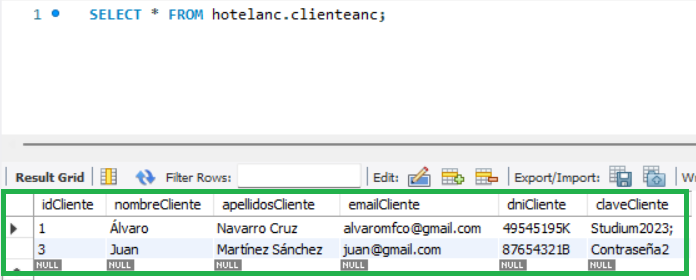 1 SELECT * FROM hotelanc.clienteanc;
Result Grid Filter Rows: Edit: Export/Import: Wr
idCliente nombreCliente apellidosCliente emailCliente dniCliente claveCliente
1 Álvaro Navarro Cruz alvaromfco@gmail.com 49545195K Studium2023;
3 Juan Martínez Sánchez juan@gmail.com 87654321B Contraseña2
NULL NULL NULL NULL NULL NULL